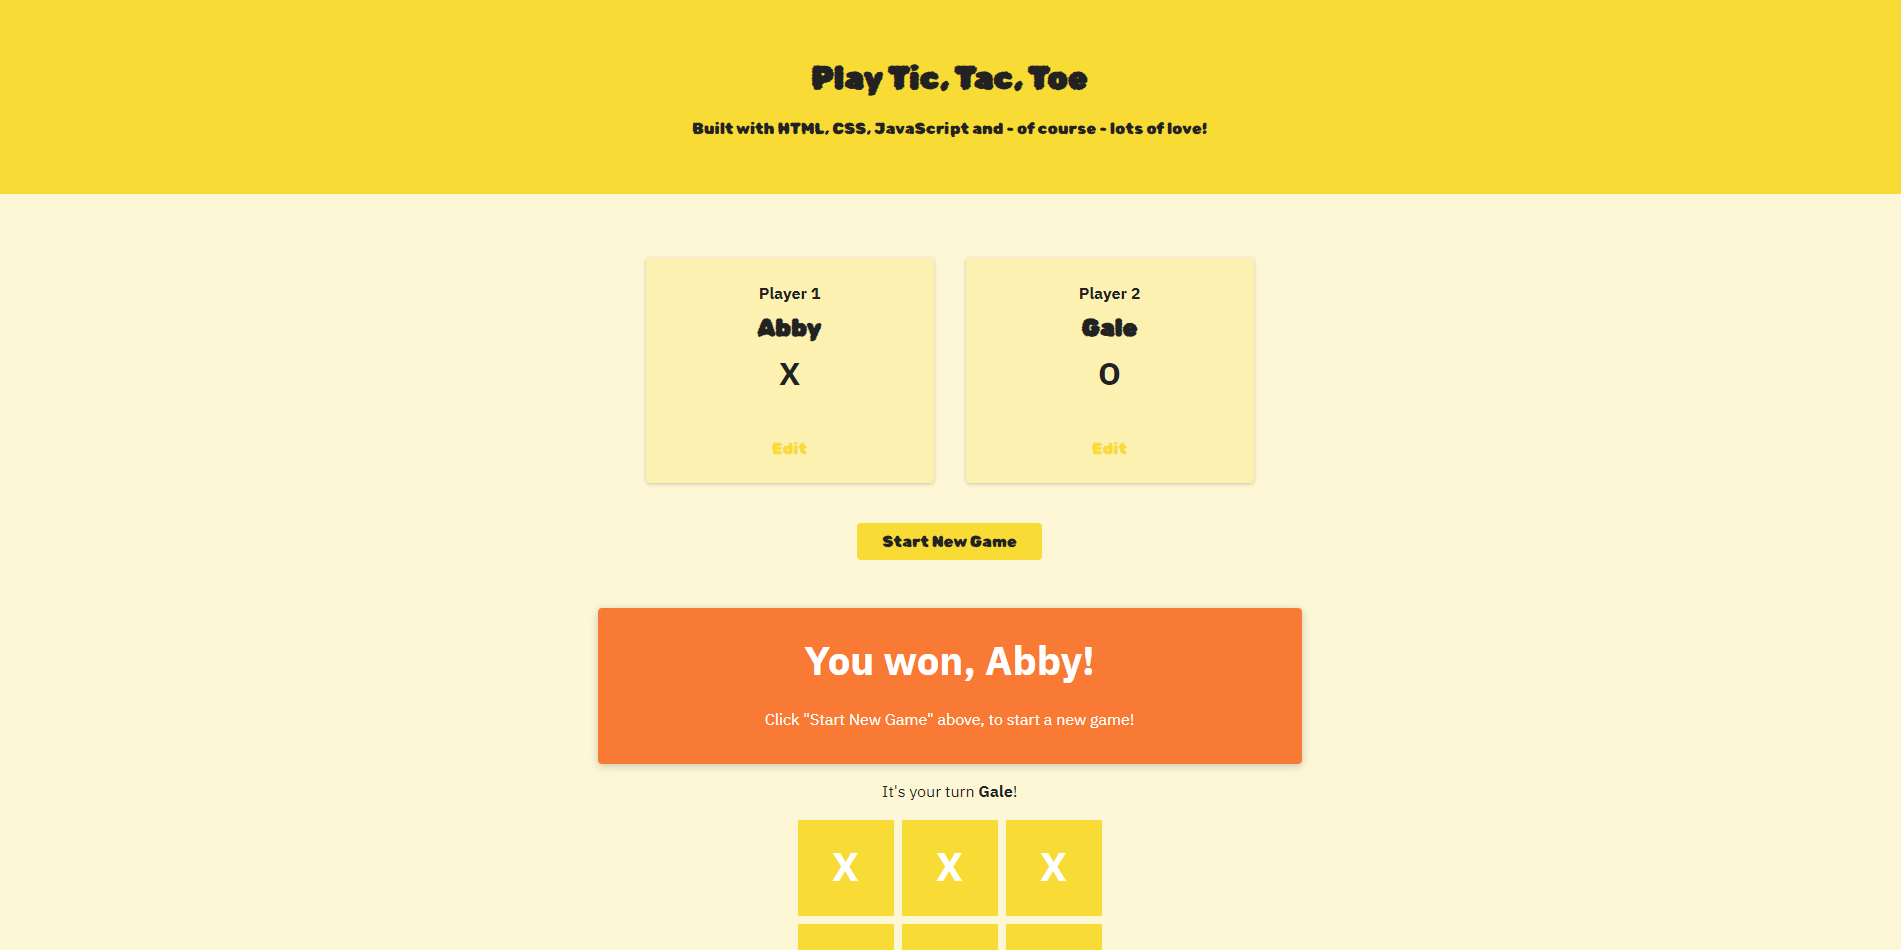 Play Tic, Tac, Toe
Built with HTML, CSS, JavaScript and - of course - lots of love!
Player 1
Abby
X
Edit
Player 2
Gale
O
Edit
Start New Game
You won, Abby!
Click "Start New Game" above, to start a new game!
It's your turn Gale!
X X X